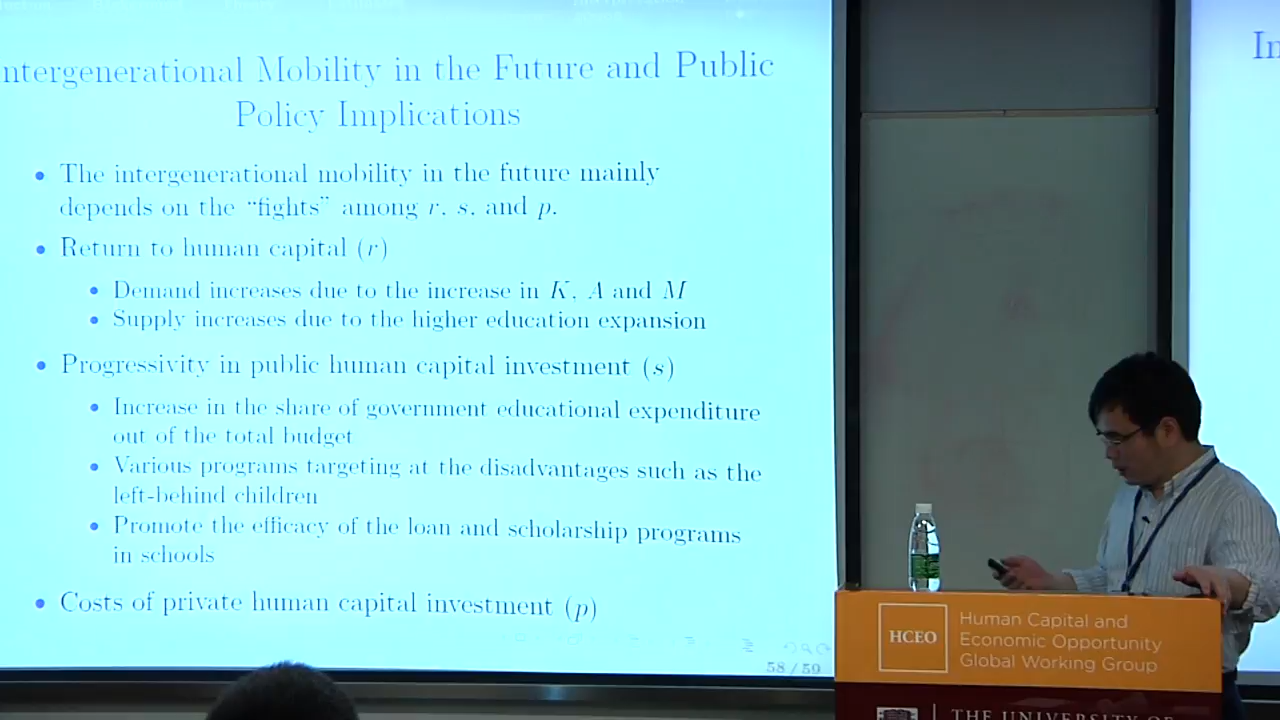 ntergenerational Mobility in the Future and Public
Policy Implications
• The intergenerational mobility in the future mainly
depends on the “fights” among r, s, and p.
• Return to human capital (r)
• Demand increases due to the increase in K, A and M
• Supply increases due to the higher education expansion
• Progressivity in public human capital investment (s)
• Increase in the share of government educational expenditure
out of the total budget
• Various programs targeting at the disadvantages such as the
left-behind children
• Promote the efficacy of the loan and scholarship programs
in schools
• Costs of private human capital investment (p)
58 / 59
In
HCEO
Human Capital and
Economic Opportunity
Global Working Group
THE UNIVERSITY OF